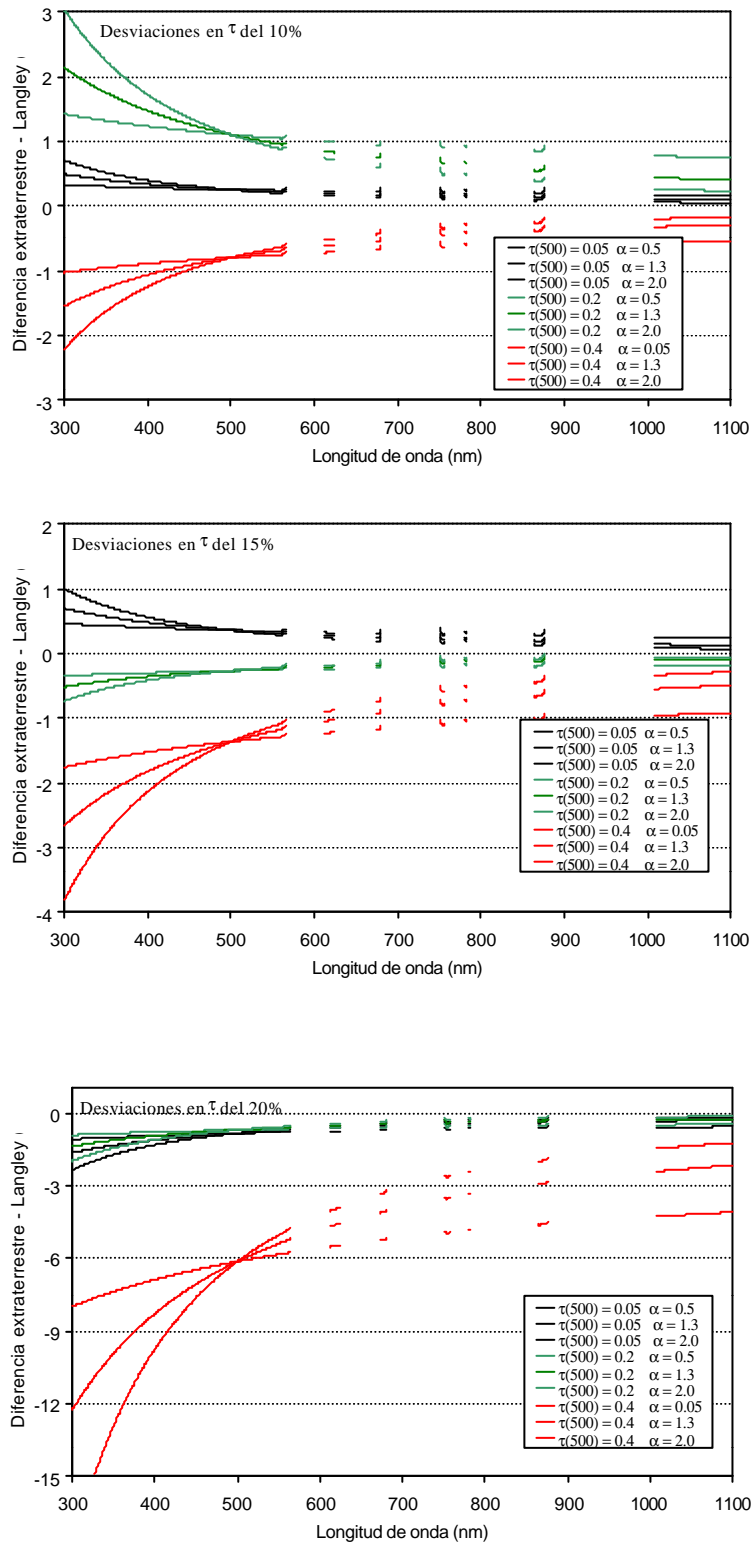 Desviaciones en τ del 10%
Diferencia extraterrestre - Langley (
3
2
1
0
-1
-2
-3
τ(500) = 0.05 α = 0.5
τ(500) = 0.05 α = 1.3
τ(500) = 0.05 α = 2.0
τ(500) = 0.2 α = 0.5
τ(500) = 0.2 α = 1.3
τ(500) = 0.2 α = 2.0
τ(500) = 0.4 α = 0.05
τ(500) = 0.4 α = 1.3
τ(500) = 0.4 α = 2.0
300 400 500 600 700 800 900 1000 1100
Longitud de onda (nm)
Desviaciones en τ del 15%
Diferencia extraterrestre - Langley (
2
1
0
-1
-2
-3
-4
τ(500) = 0.05 α = 0.5
τ(500) = 0.05 α = 1.3
τ(500) = 0.05 α = 2.0
τ(500) = 0.2 α = 0.5
τ(500) = 0.2 α = 1.3
τ(500) = 0.2 α = 2.0
τ(500) = 0.4 α = 0.05
τ(500) = 0.4 α = 1.3
τ(500) = 0.4 α = 2.0
300 400 500 600 700 800 900 1000 1100
Longitud de onda (nm)
Desviaciones en τ del 20%
Diferencia extraterrestre - Langley (
0
-3
-6
-9
-12
-15
τ(500) = 0.05 α = 0.5
τ(500) = 0.05 α = 1.3
τ(500) = 0.05 α = 2.0
τ(500) = 0.2 α = 0.5
τ(500) = 0.2 α = 1.3
τ(500) = 0.2 α = 2.0
τ(500) = 0.4 α = 0.05
τ(500) = 0.4 α = 1.3
τ(500) = 0.4 α = 2.0
300 400 500 600 700 800 900 1000 1100
Longitud de onda (nm)